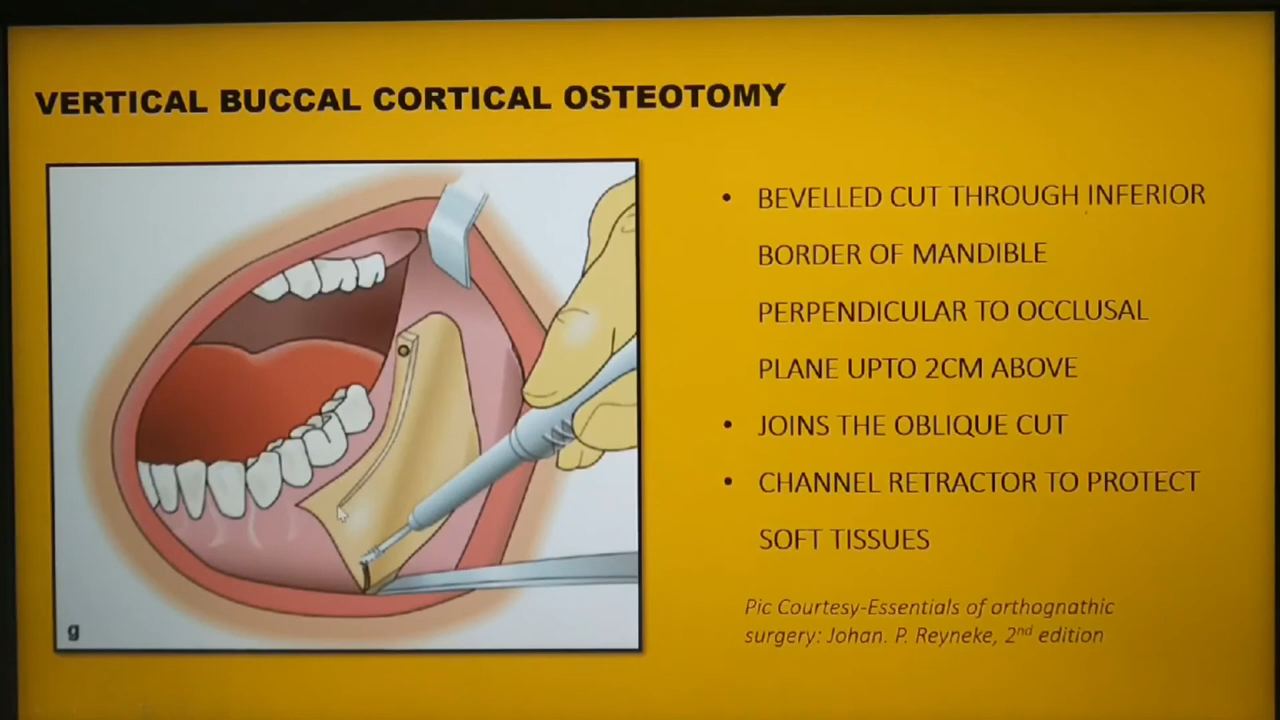 VERTICAL BUCCAL CORTICAL OSTEOTOMY
• BEVELLED CUT THROUGH INFERIOR
BORDER OF MANDIBLE
PERPENDICULAR TO OCCLUSAL
PLANE UPTO 2CM ABOVE
• JOINS THE OBLIQUE CUT
• CHANNEL RETRACTOR TO PROTECT
SOFT TISSUES
Pic Courtesy-Essentials of orthognathic
surgery: Johan. P. Reyneke, 2nd edition
g